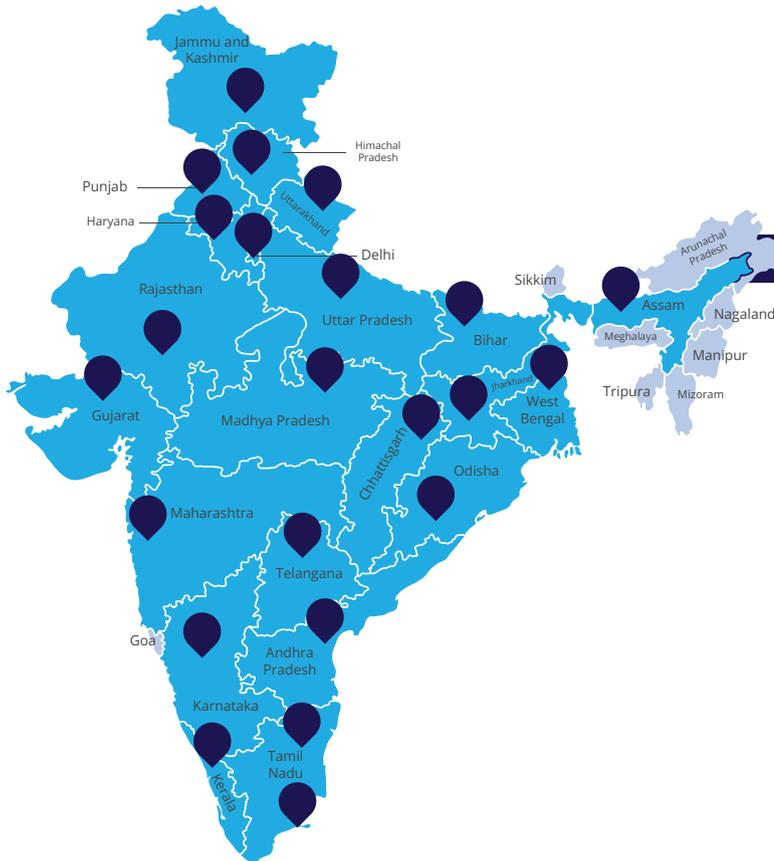 Jammu and
Kashmir
Himachal
Pradesh
Punjab
Uttarakhand
Haryana
Delhi
Arunachal
Pradesh
Sikkim
Rajasthan
Assam
Nagaland
Uttar Pradesh
Meghalaya
Bihar
Manipur
Jharkhand
Tripura
Mizoram
West
Bengal
Gujarat
Madhya Pradesh
Chhattisgarh
Odisha
Maharashtra
Telangana
Goa
Andhra
Pradesh
Karnataka
Tamil
Nadu
Kerala